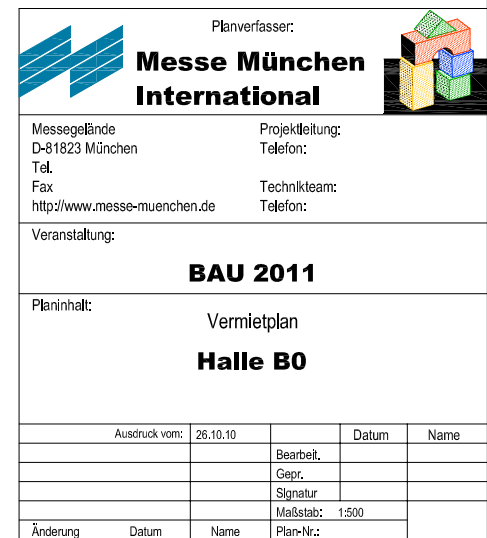 Planverfasser:
Messe München
International
Messegelände Projektleitung:
D-81823 München Telefon:
Tel.
Fax Technikteam:
http://www.messe-muenchen.de Telefon:
Veranstaltung:
BAU 2011
Planinhalt:
Vermietplan
Halle B0
Ausdruck vom: 26.10.10 Datum Name
Bearbeit.
Gepr.
Signatur
Maßstab: 1:500
Änderung Datum Name Plan-Nr.: